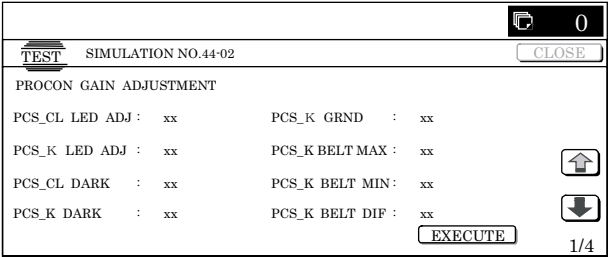 0
TEST SIMULATION NO.44-02 CLOSE
PROCON GAIN ADJUSTMENT
PCS_CL LED ADJ : xx PCS_K GRND : xx
PCS_K LED ADJ : xx PCS_K BELT MAX : xx
PCS_CL DARK : xx PCS_K BELT MIN : xx
PCS_K DARK : xx PCS_K BELT DIF : xx
EXECUTE
1/4